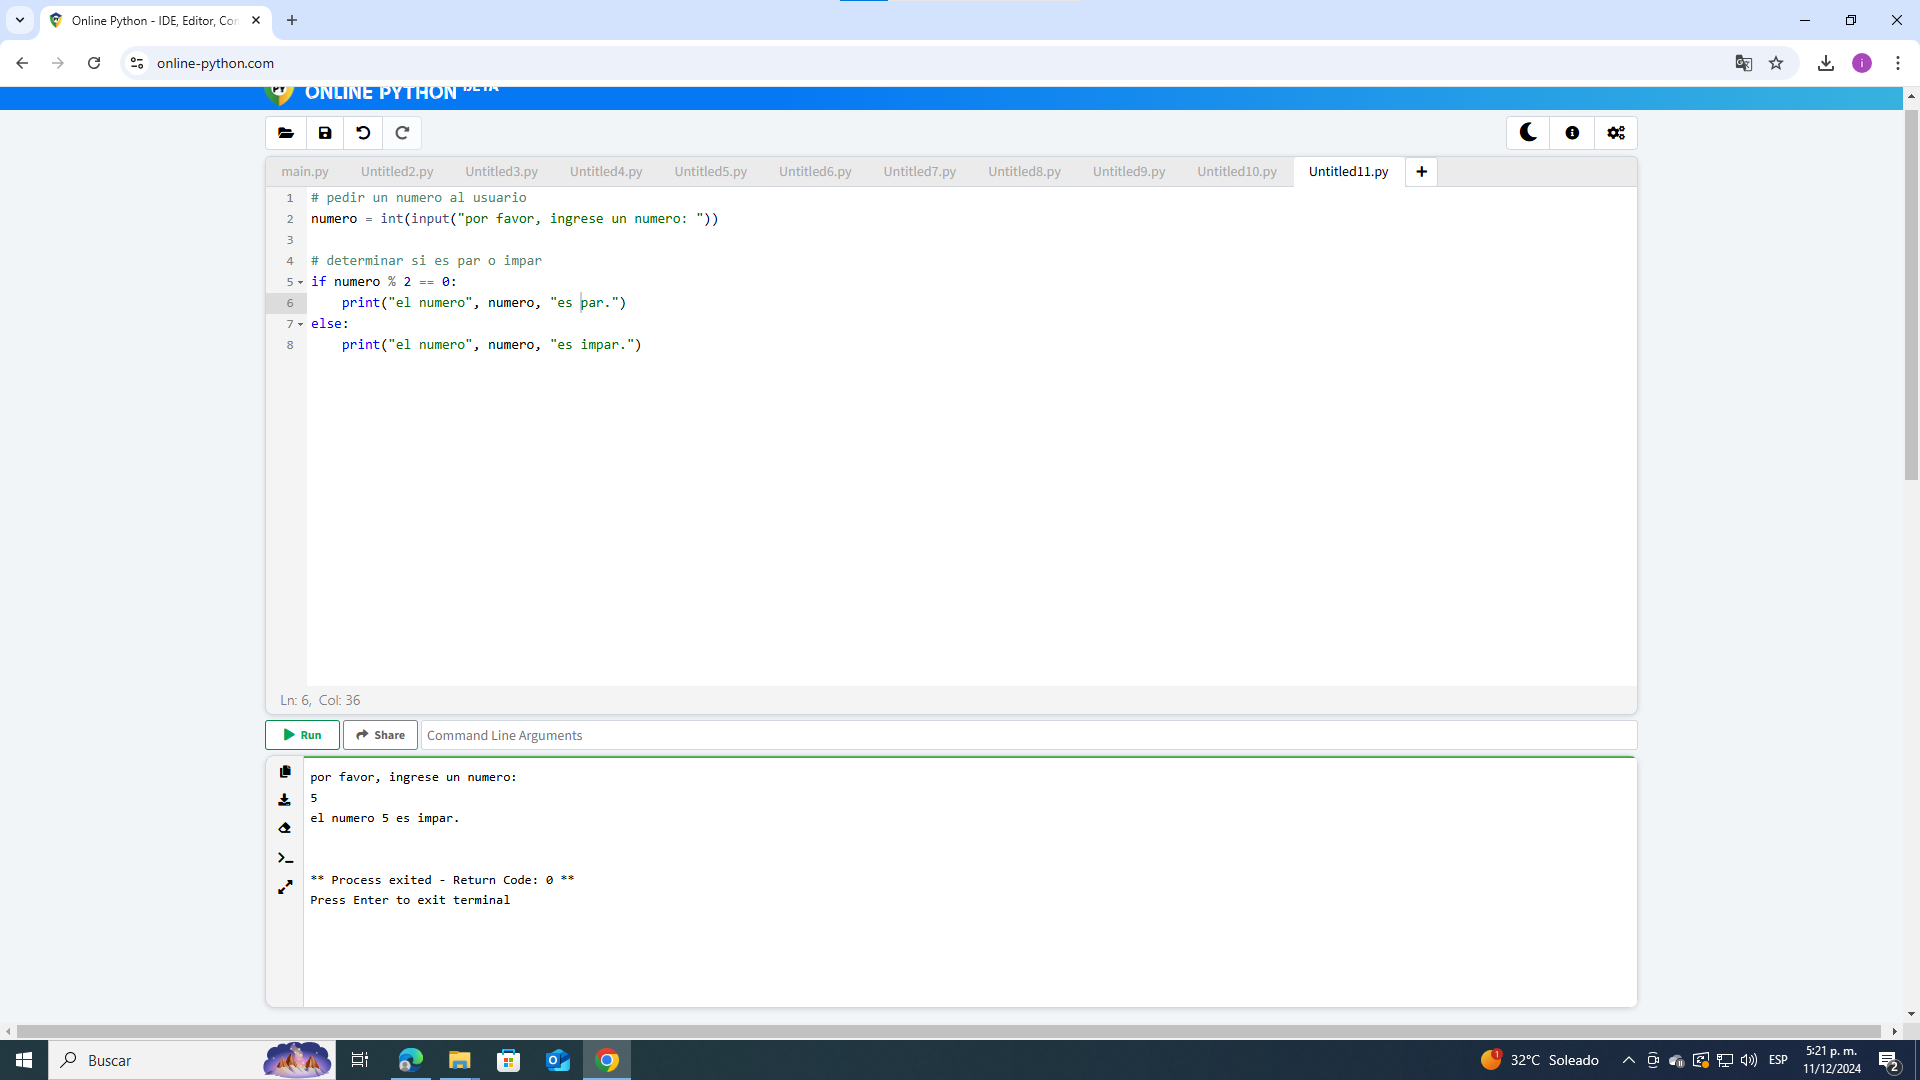 Online Python - IDE, Editor, Con
online-python.com
ONLINE PYTHON BETA
main.py Untitled2.py Untitled3.py Untitled4.py Untitled5.py Untitled6.py Untitled7.py Untitled8.py Untitled9.py Untitled10.py Untitled11.py +
1 # pedir un numero al usuario
2 numero = int(input("por favor, ingrese un numero: "))
3
4 # determinar si es par o impar
5 if numero % 2 == 0:
6 print("el numero", numero, "es par.")
7 else:
8 print("el numero", numero, "es impar.")
Ln: 6, Col: 36
Run Share Command Line Arguments
por favor, ingrese un numero:
5
el numero 5 es impar.
** Process exited - Return Code: 0 **
Press Enter to exit terminal
Buscar
1 32°C Soleado ESP 5:21 p. m.
11/12/2024 2